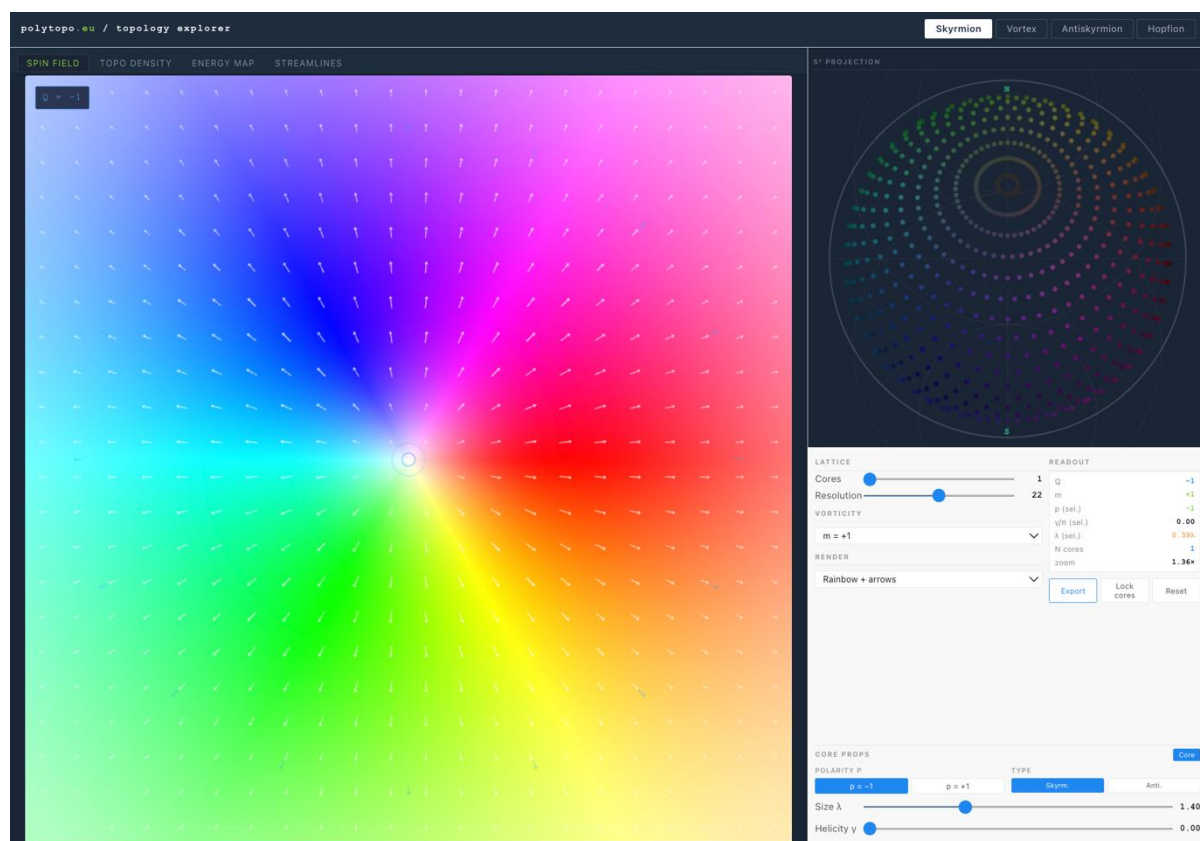 polytopo.eu / topology explorer
Skyrmion Vortex Antiskyrmion Hopfion
SPIN FIELD TOPO DENSITY ENERGY MAP STREAMLINES
S² PROJECTION
Q = −1
N
S
LATTICE
Cores 1
Resolution 22
VORTICITY
m = +1
RENDER
Rainbow + arrows
READOUT
Q −1
m +1
p (sel.) −1
γ/π (sel.) 0.00
λ (sel.) 0.39λ
N cores 1
zoom 1.36×
Export Lock cores Reset
CORE PROPS Core
POLARITY P TYPE
p = −1 p = +1 Skyrm. Anti.
Size λ 1.40
Helicity γ 0.00